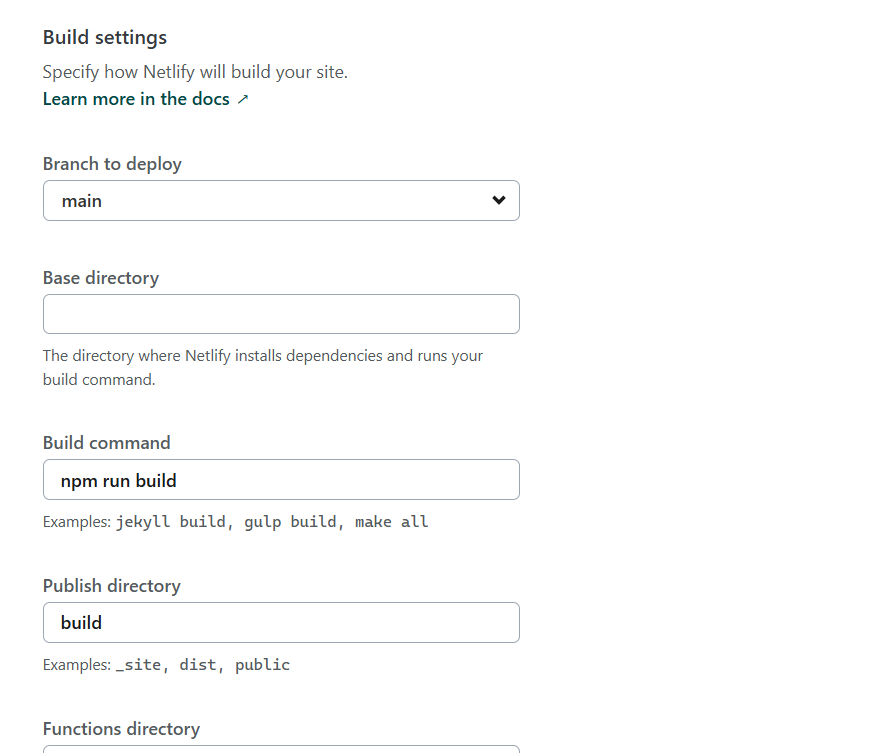 Build settings
Specify how Netlify will build your site.
Learn more in the docs ↗
Branch to deploy
main
Base directory
The directory where Netlify installs dependencies and runs your
build command.
Build command
npm run build
Examples: jekyll build, gulp build, make all
Publish directory
build
Examples: _site, dist, public
Functions directory